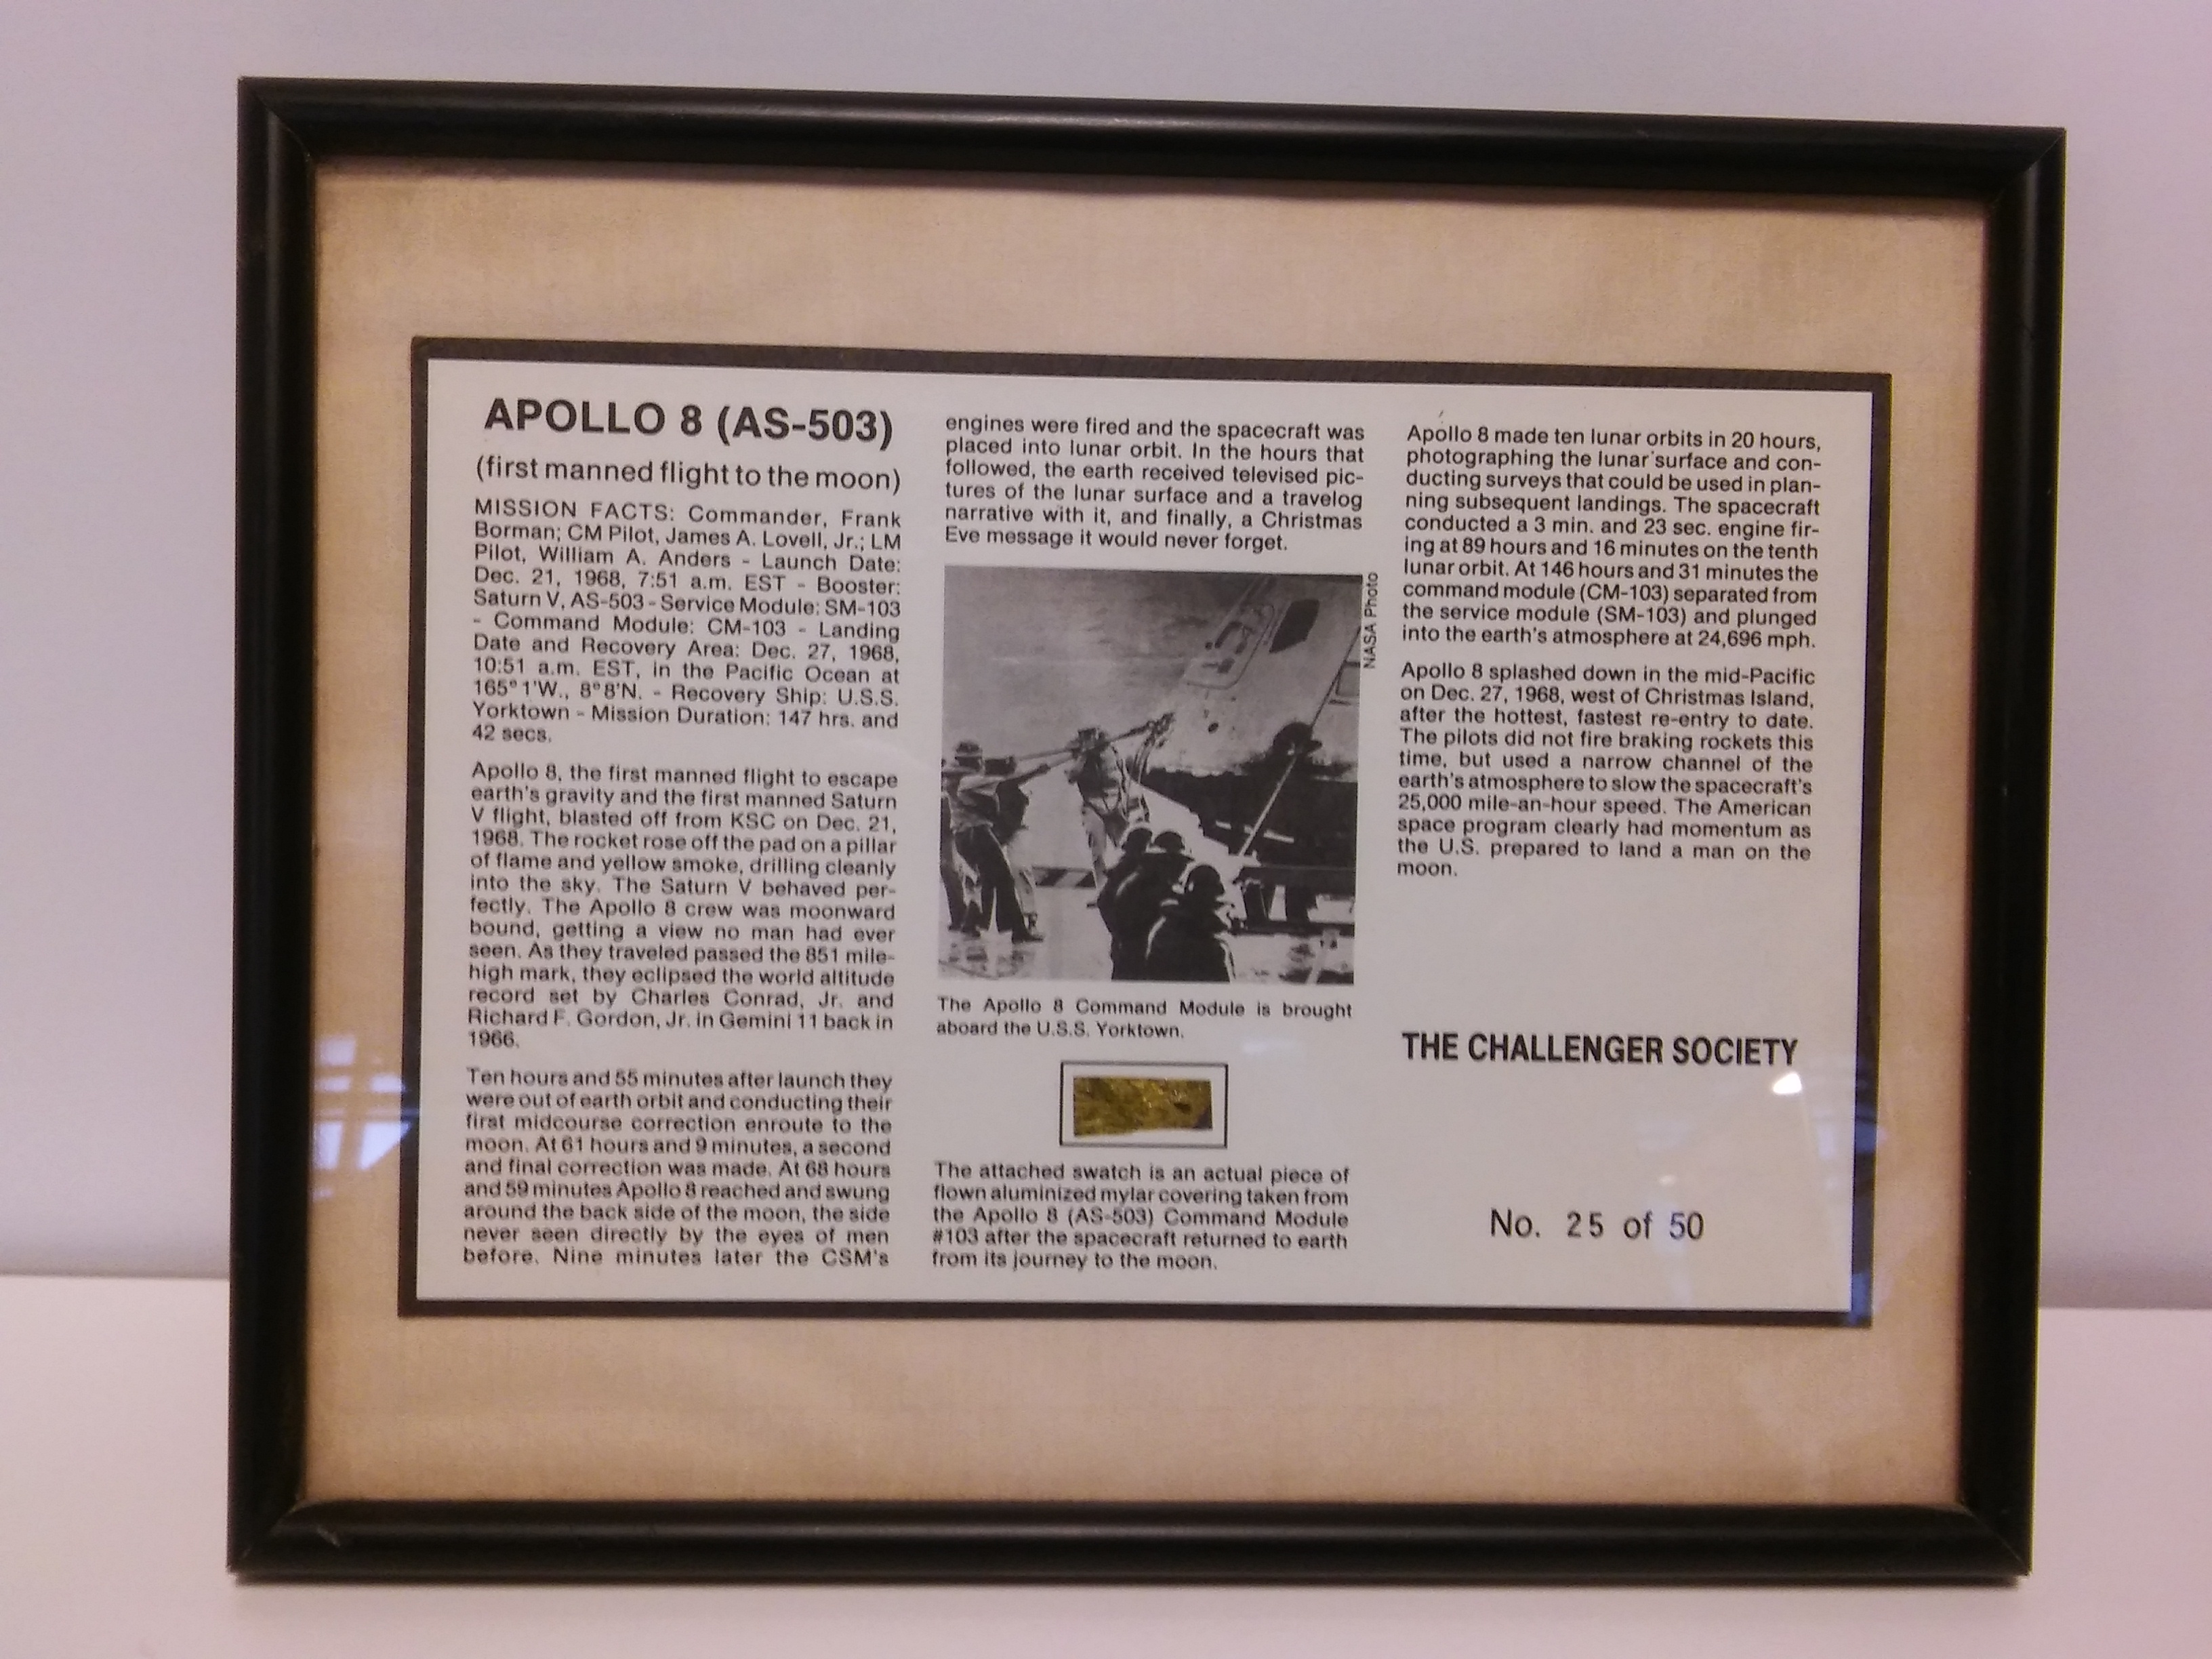 APOLLO 8 (AS-503)
(first manned flight to the moon)
MISSION FACTS: Commander, Frank
Borman; CM Pilot, James A. Lovell, Jr.; LM
Pilot, William A. Anders - Launch Date:
Dec. 21, 1968, 7:51 a.m. EST - Booster:
Saturn V, AS-503 - Service Module: SM-103
- Command Module: CM-103 - Landing
Date and Recovery Area: Dec. 27, 1968,
10:51 a.m. EST, in the Pacific Ocean at
165°1'W., 8°8'N. - Recovery Ship: U.S.S.
Yorktown - Mission Duration: 147 hrs. and
42 secs.
Apollo 8, the first manned flight to escape
earth's gravity and the first manned Saturn
V flight, blasted off from KSC on Dec. 21,
1968. The rocket rose off the pad on a pillar
of flame and yellow smoke, drilling cleanly
into the sky. The Saturn V behaved per-
fectly. The Apollo 8 crew was moonward
bound, getting a view no man had ever
seen. As they traveled passed the 851 mile-
high mark, they eclipsed the world altitude
record set by Charles Conrad, Jr. and
Richard F. Gordon, Jr. in Gemini 11 back in
1966.
Ten hours and 55 minutes after launch they
were out of earth orbit and conducting their
first midcourse correction enroute to the
moon. At 61 hours and 9 minutes, a second
and final correction was made. At 68 hours
and 59 minutes Apollo 8 reached and swung
around the back side of the moon, the side
never seen directly by the eyes of men
before. Nine minutes later the CSM's
engines were fired and the spacecraft was
placed into lunar orbit. In the hours that
followed, the earth received televised pic-
tures of the lunar surface and a travelog
narrative with it, and finally, a Christmas
Eve message it would never forget.
NASA Photo
The Apollo 8 Command Module is brought
aboard the U.S.S. Yorktown.
The attached swatch is an actual piece of
flown aluminized mylar covering taken from
the Apollo 8 (AS-503) Command Module
#103 after the spacecraft returned to earth
from its journey to the moon.
Apollo 8 made ten lunar orbits in 20 hours,
photographing the lunar surface and con-
ducting surveys that could be used in plan-
ning subsequent landings. The spacecraft
conducted a 3 min. and 23 sec. engine fir-
ing at 89 hours and 16 minutes on the tenth
lunar orbit. At 146 hours and 31 minutes the
command module (CM-103) separated from
the service module (SM-103) and plunged
into the earth's atmosphere at 24,696 mph.
Apollo 8 splashed down in the mid-Pacific
on Dec. 27, 1968, west of Christmas Island,
after the hottest, fastest re-entry to date.
The pilots did not fire braking rockets this
time, but used a narrow channel of the
earth's atmosphere to slow the spacecraft's
25,000 mile-an-hour speed. The American
space program clearly had momentum as
the U.S. prepared to land a man on the
moon.
THE CHALLENGER SOCIETY
No. 25 of 50